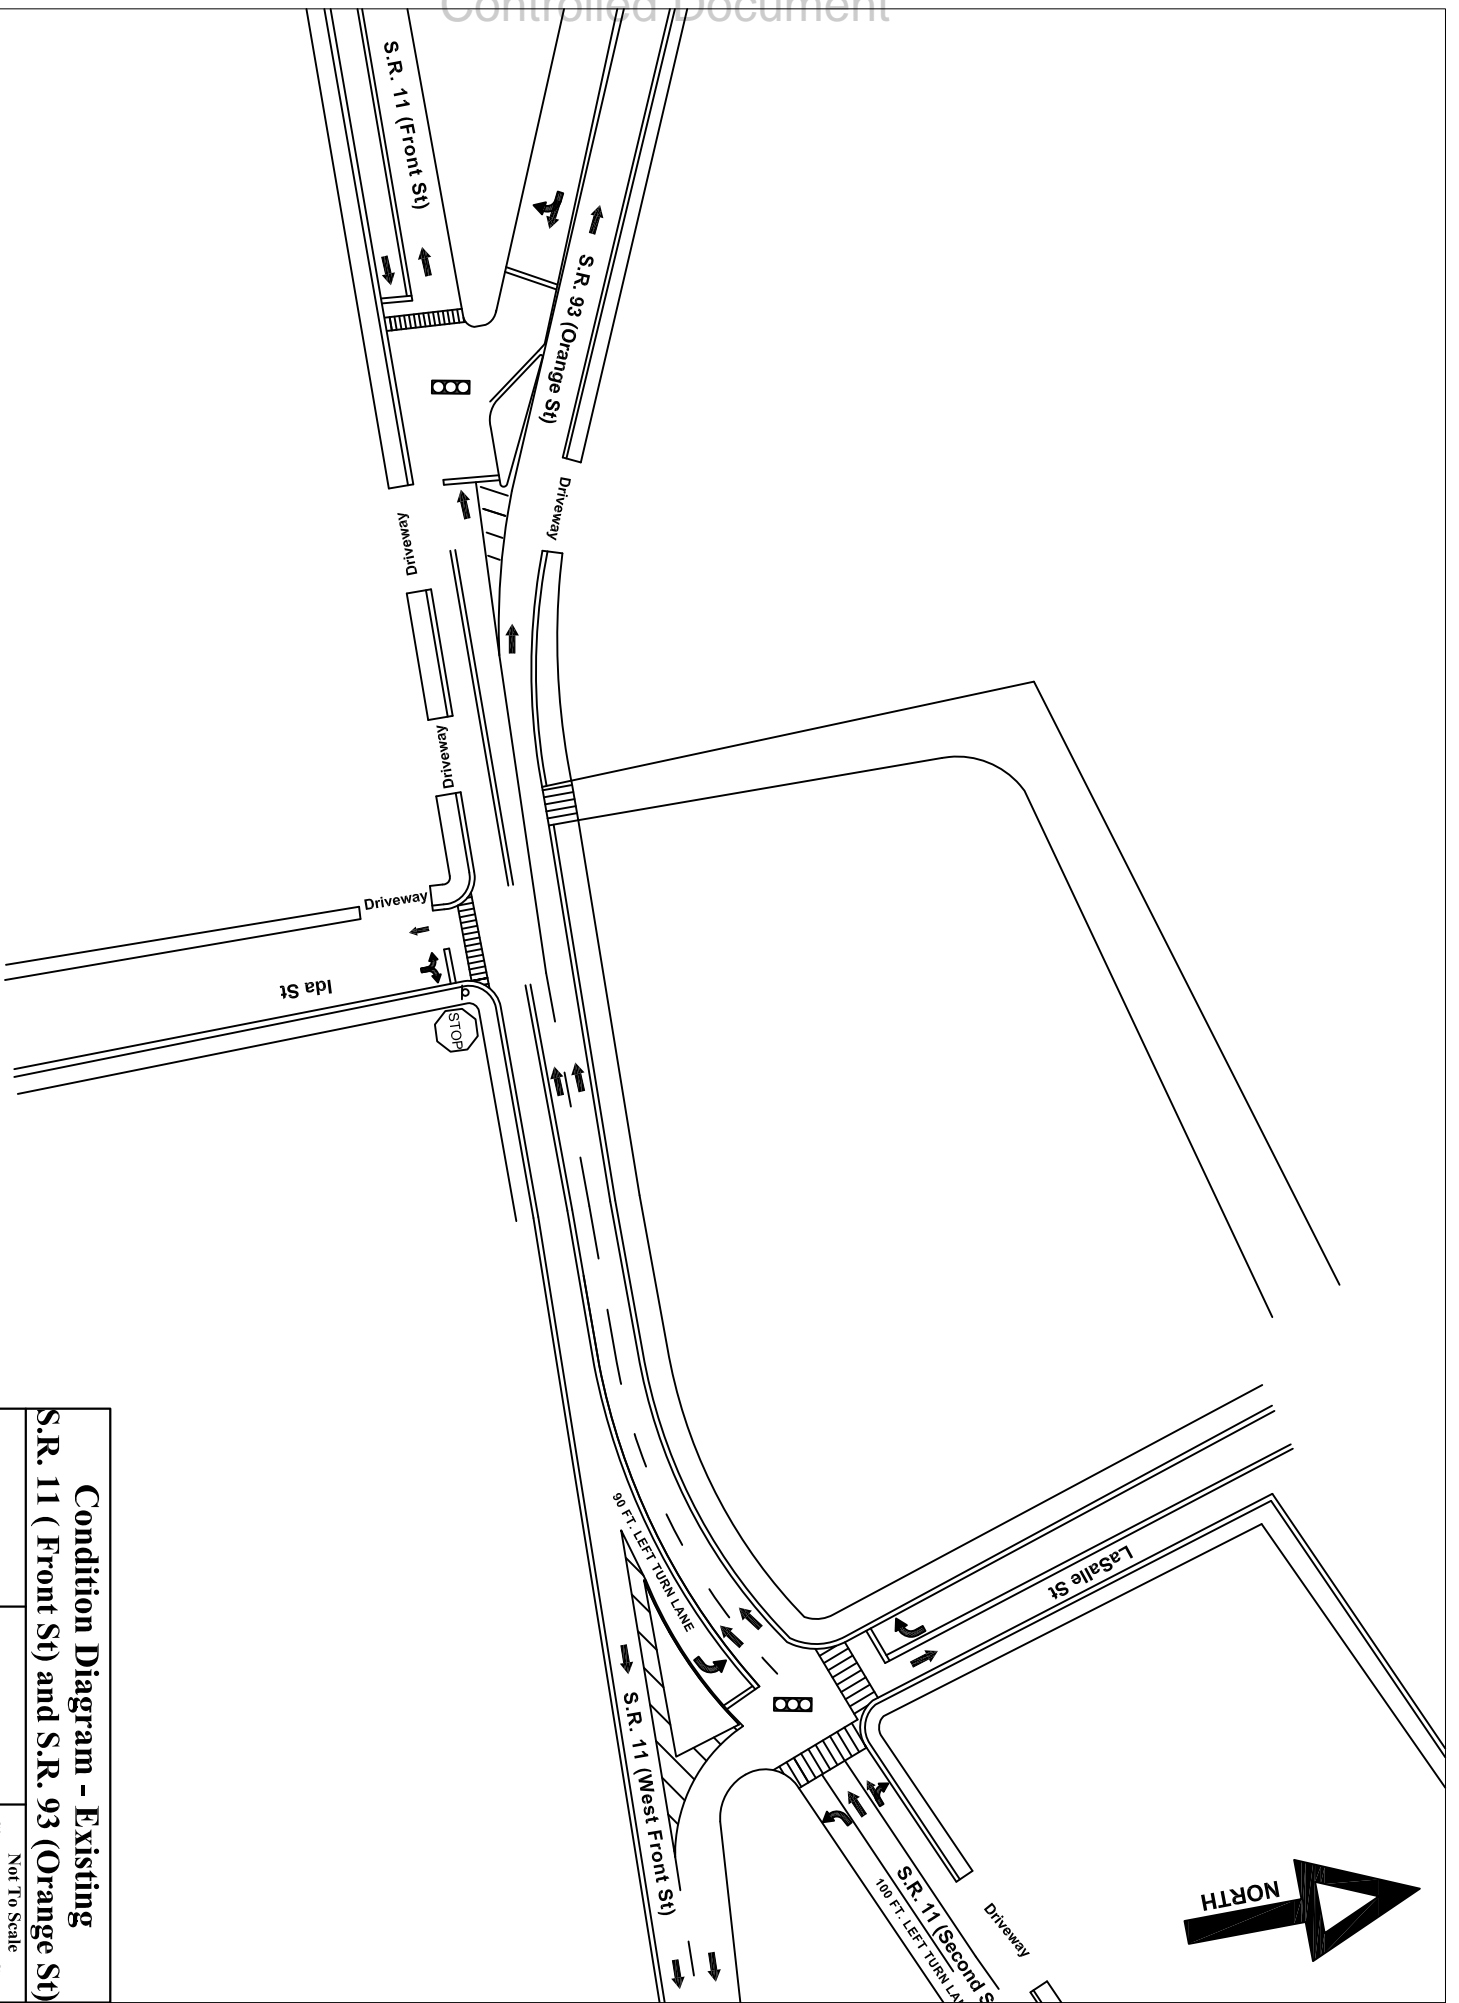 Controlled Document
S.R. 11 (Front St)
S.R. 93 (Orange St)
Driveway
Driveway
Driveway
Driveway
Ida St
STOP
90 FT. LEFT TURN LANE
LaSalle St
S.R. 11 (West Front St)
S.R. 11 (Second S
100 FT. LEFT TURN
Driveway
NORTH
Condition Diagram - Existing
S.R. 11 ( Front St) and S.R. 93 (Orange St)
Not To Scale